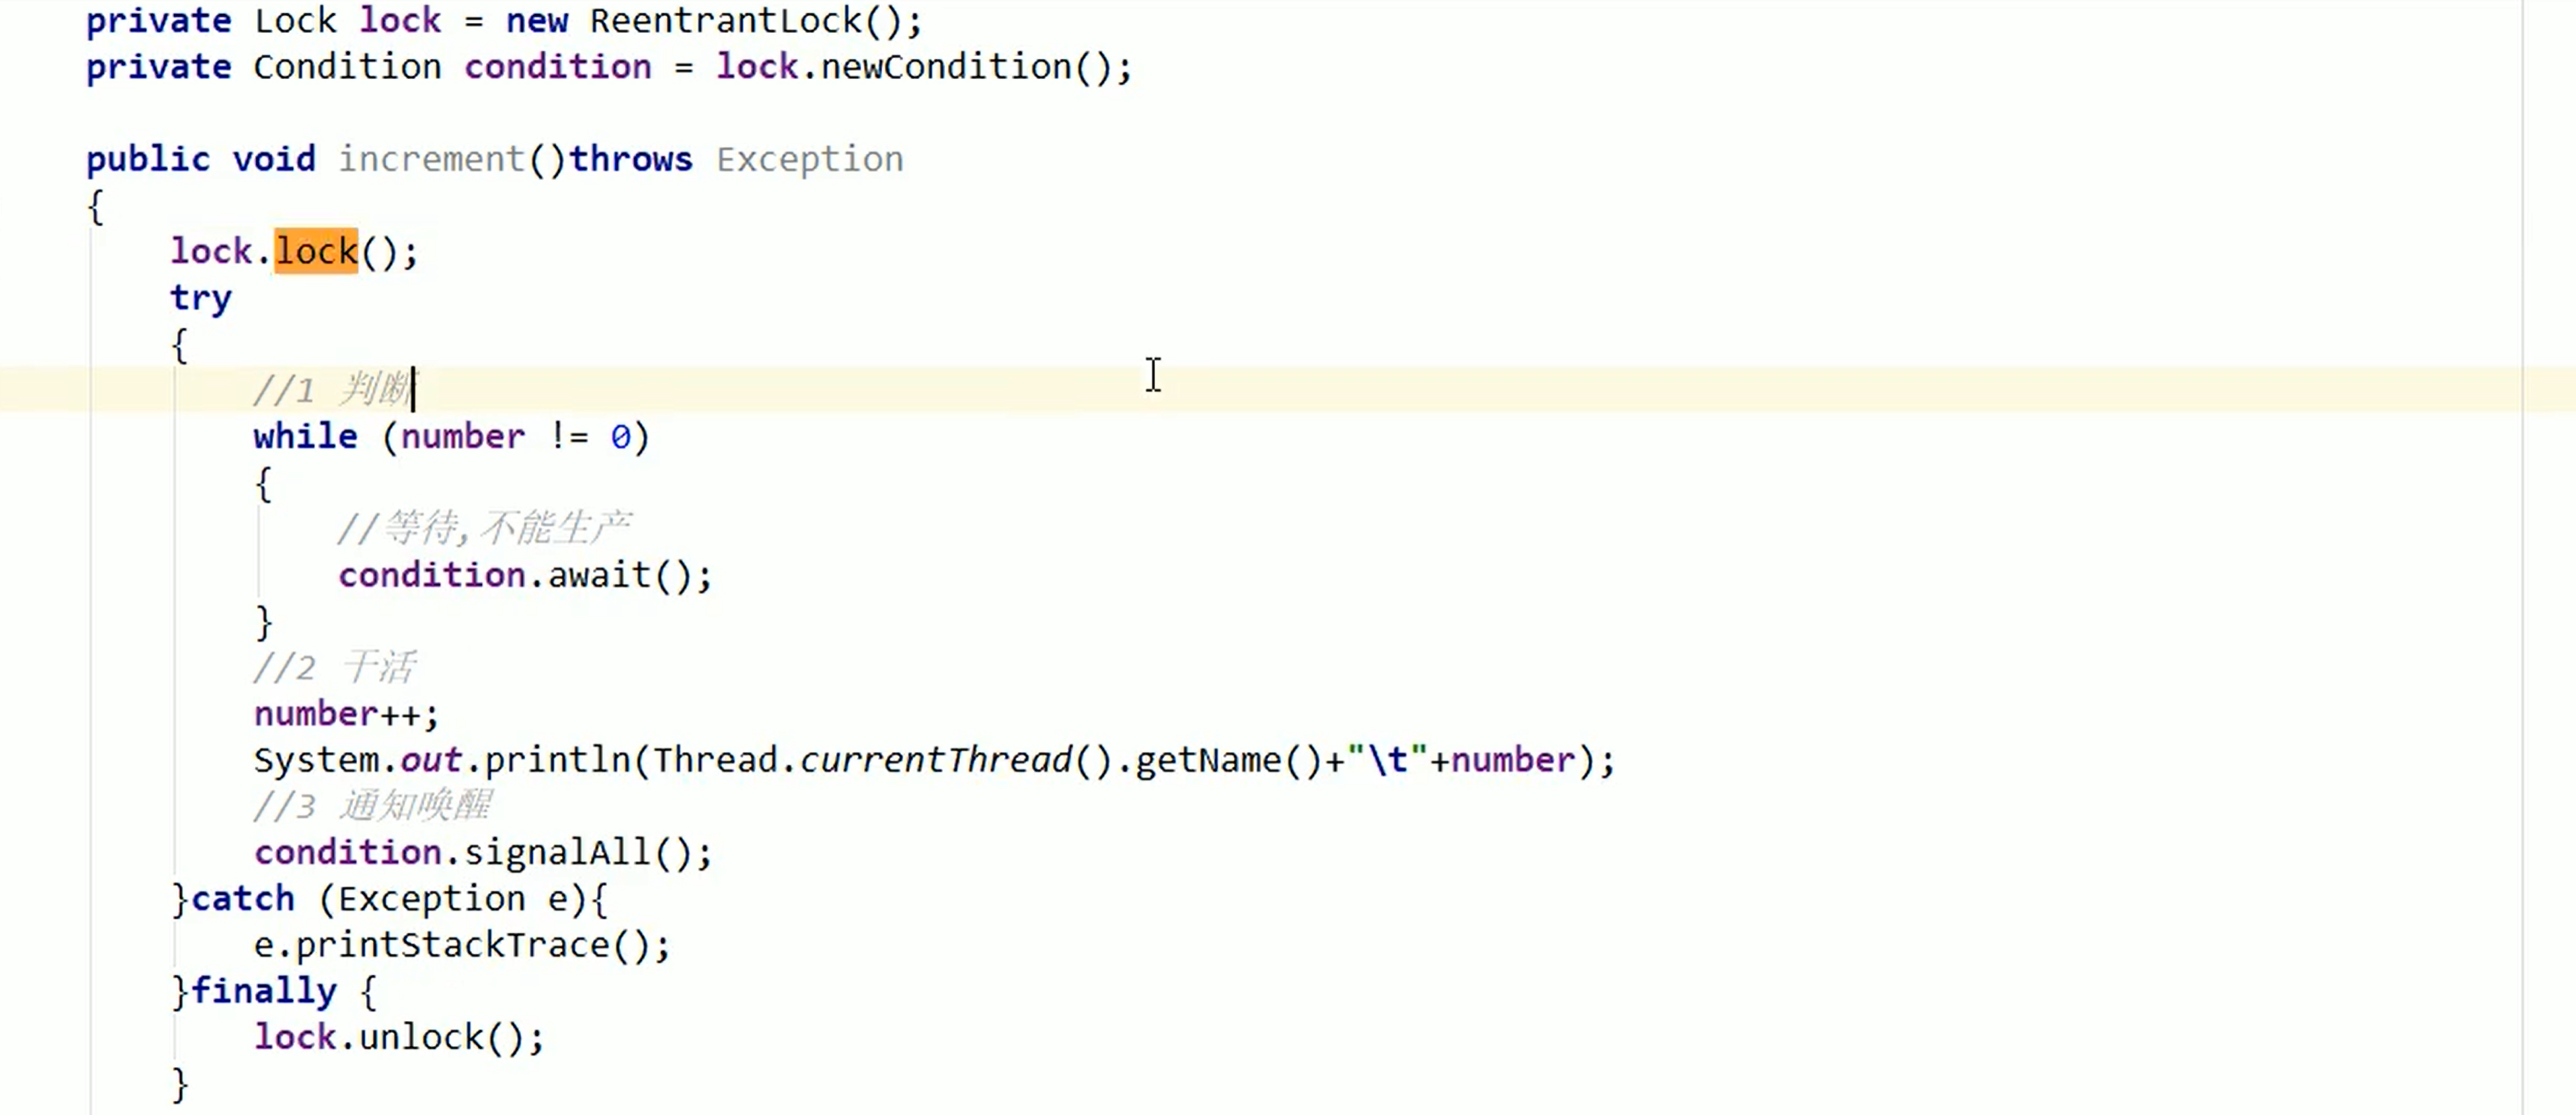 private Lock lock = new ReentrantLock();
private Condition condition = lock.newCondition();
public void increment()throws Exception
{
lock.lock();
try
{
//1 判断
while (number != 0)
{
//等待,不能生产
condition.await();
}
//2 干活
number++;
System.out.println(Thread.currentThread().getName()+"\t"+number);
//3 通知唤醒
condition.signalAll();
}catch (Exception e){
e.printStackTrace();
}finally {
lock.unlock();
}